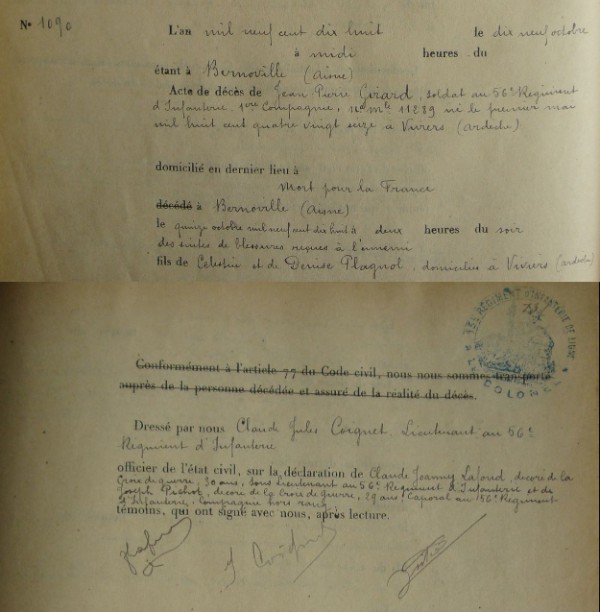 N° 1090
L'an mil neuf cent dix huit le dix neuf octobre
à midi heures du
étant à Bernoville (Aisne)
Acte de décès de Jean Pierre Girard, soldat au 56e Régiment
d'Infanterie, 1ère Compagnie, n° Mle 11289 né le premier mai
mil huit cent quatre vingt seize à Viviers (ardèche)
domicilié en dernier lieu à
Mort pour la France
décédé à Bernoville (Aisne)
le quinze octobre mil neuf cent dix huit à deux heures du soir
des suites de blessures reçues à l'ennemi
fils de Célestin et de Denise Plagnol, domiciliés à Viviers (ardèche)
Conformément à l'article 77 du Code civil, nous nous sommes transporté
auprès de la personne décédée et assuré de la réalité du décès.
Dressé par nous Claude Jules Corgnet, Lieutenant au 56e
Régiment d'Infanterie
officier de l'état civil, sur la déclaration de Claude Joanny Lafond, décoré de la
Croix de guerre, 30 ans, sous Lieutenant au 56e Régiment d'Infanterie et de
Joseph, décoré de la Croix de guerre, 29 ans, Caporal au 56e Régiment
d'Infanterie, Compagnie hors rang
témoins, qui ont signé avec nous, après lecture.